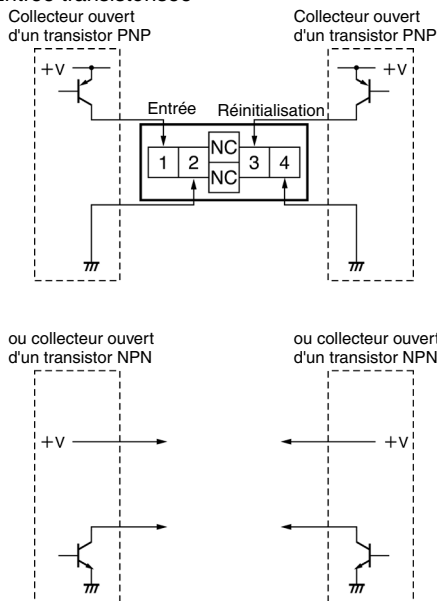 Collecteur ouvert
d'un transistor PNP
Collecteur ouvert
d'un transistor PNP
+V
+V
Entrée
Réinitialisation
1
2
NC
NC
3
4
ou collecteur ouvert
d'un transistor NPN
ou collecteur ouvert
d'un transistor NPN
+V
+V